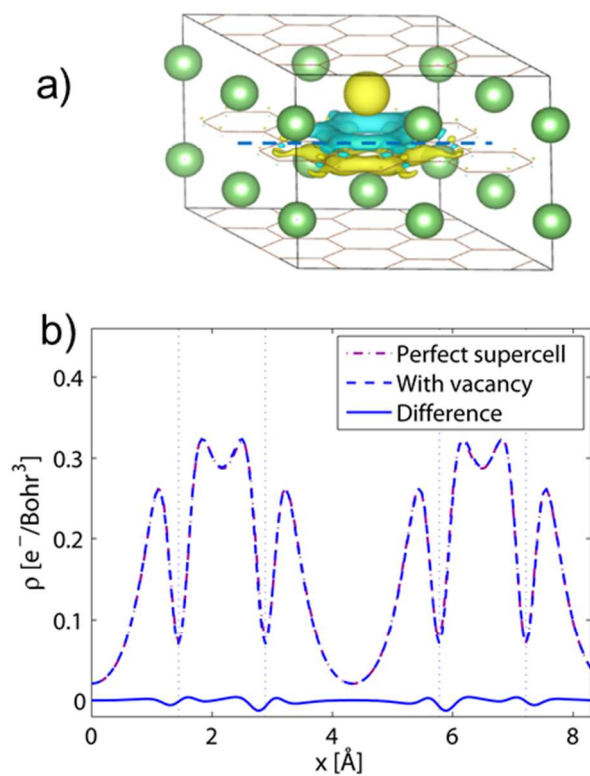 a)
b)
Perfect supercell
With vacancy
Difference
0.4
0.3
0.2
0.1
0
ρ [e⁻/Bohr³]
0 2 4 6 8
x [Å]